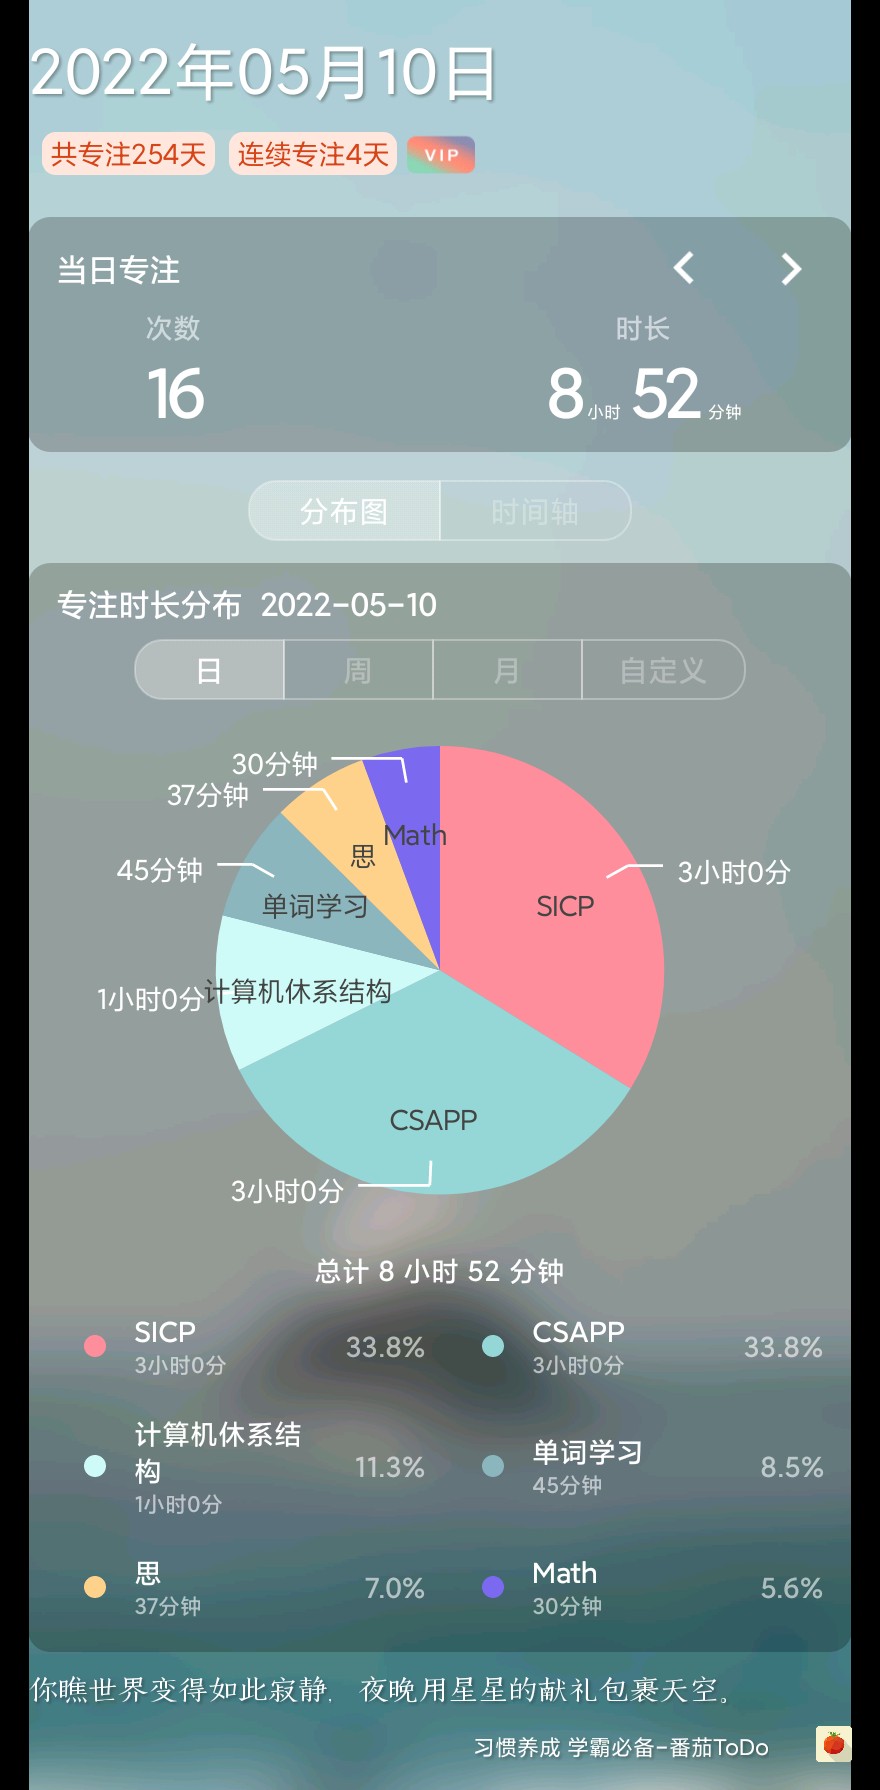 2022年05月10日
共专注254天 连续专注4天 VIP
当日专注
次数 时长
16 8小时 52分钟
分布图 时间轴
专注时长分布 2022-05-10
日 周 月 自定义
30分钟
37分钟
Math
思
45分钟
3小时0分
单词学习
SICP
1小时0分
计算机休系结构
CSAPP
3小时0分
总计 8 小时 52 分钟
SICP
3小时0分
33.8%
CSAPP
3小时0分
33.8%
计算机休系结
构
1小时0分
11.3%
单词学习
45分钟
8.5%
思
37分钟
7.0%
Math
30分钟
5.6%
你瞧世界变得如此寂静， 夜晚用星星的献礼包裹天空。
习惯养成 学霸必备-番茄ToDo